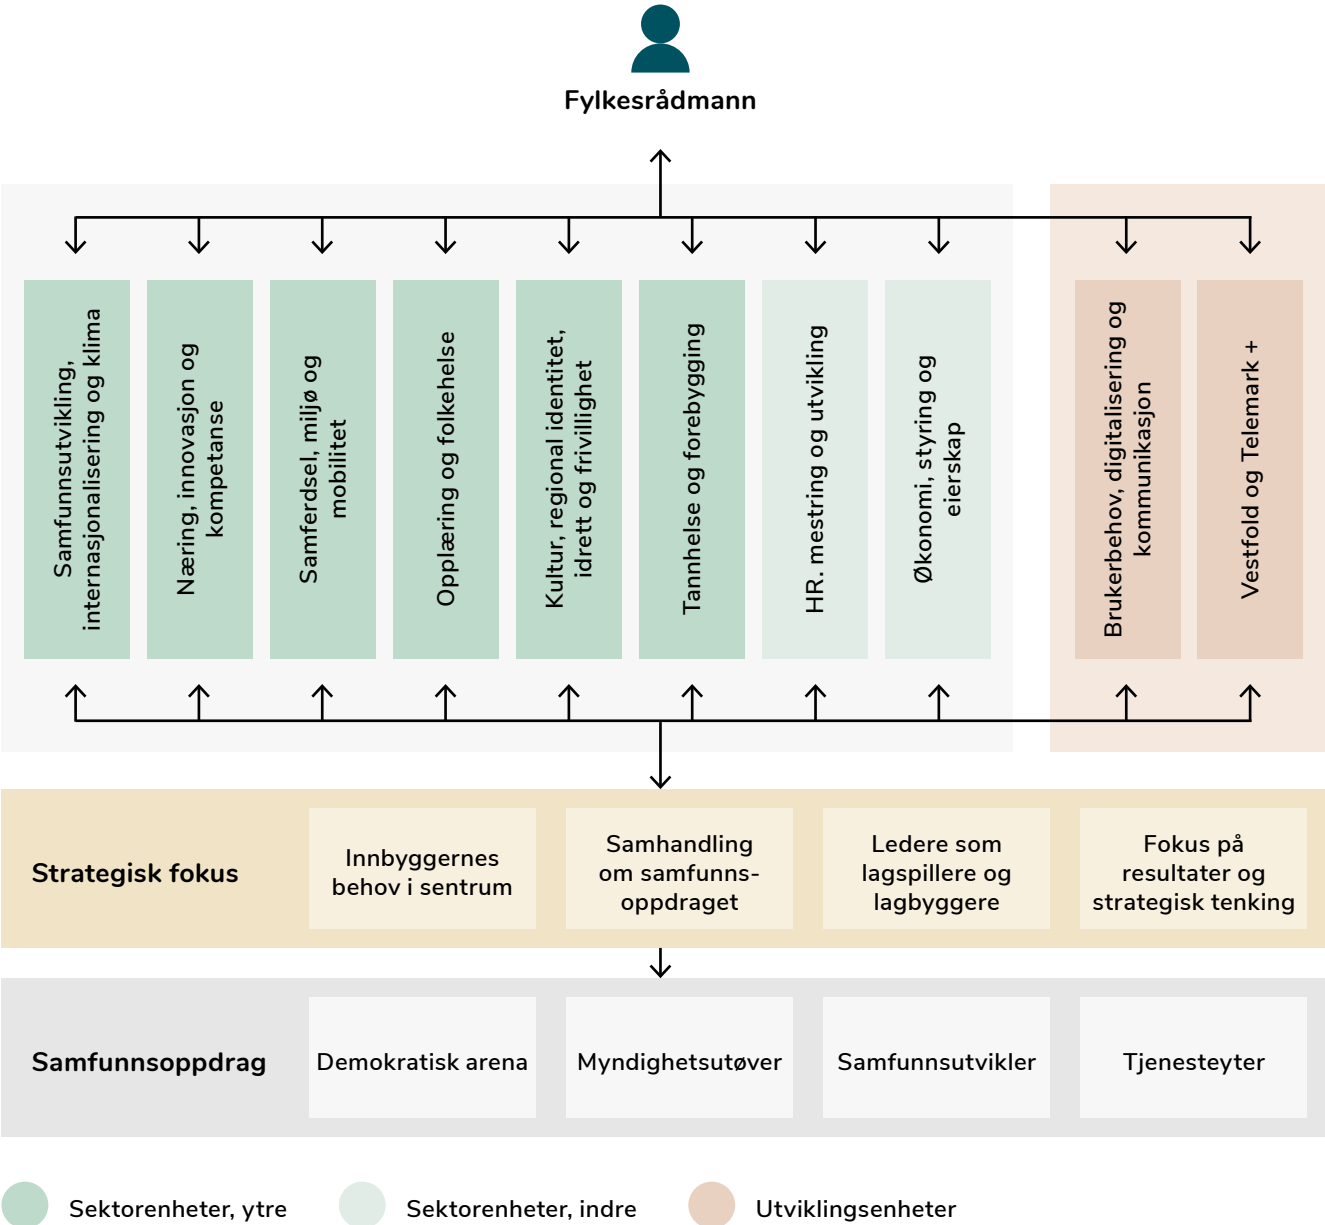 Fylkesrådmann
Samfunnsutvikling,
internasjonalisering og klima
Næring, innovasjon og
kompetanse
Samferdsel, miljø og
mobilitet
Opplæring og folkehelse
Kultur, regional identitet,
idrett og frivillighet
Tannhelse og forebygging
HR. mestring og utvikling
Økonomi, styring og
eierskap
Brukerbehov, digitalisering og
kommunikasjon
Vestfold og Telemark +
Strategisk fokus
Innbyggernes
behov i sentrum
Samhandling
om samfunns-
oppdraget
Ledere som
lagspillere og
lagbyggere
Fokus på
resultater og
strategisk tenking
Samfunnsoppdrag
Demokratisk arena
Myndighetsutøver
Samfunnsutvikler
Tjenesteyter
Sektorenheter, ytre
Sektorenheter, indre
Utviklingsenheter